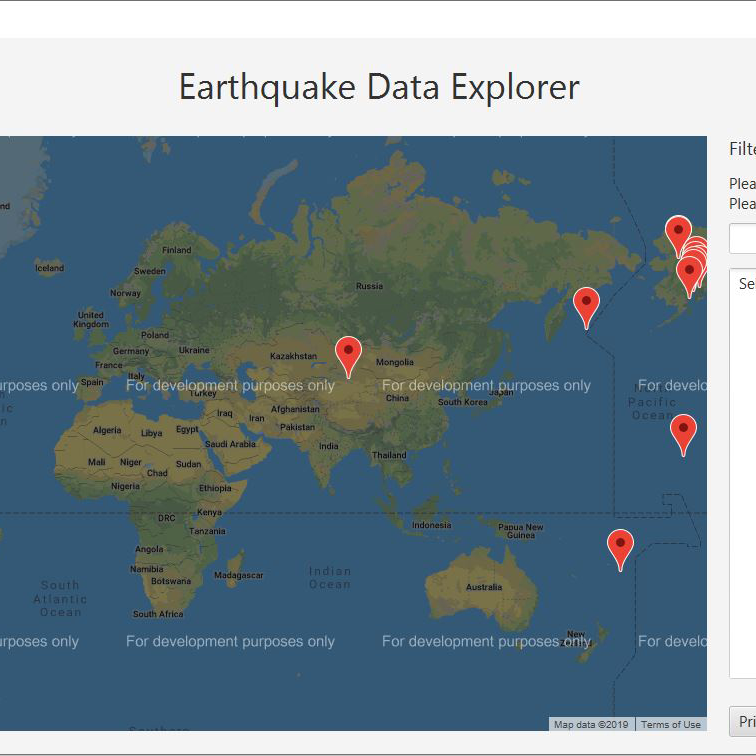 Earthquake Data Explorer
Filte
Plea
Plea
nd
Iceland
Finland
Sweden
Norway
Russia
United
Kingdom
Poland
Germany
Ukraine
France
Italy
Spain
Turkey
Kazakhstan
Mongolia
urposes only
For development purposes only
For development purposes only
For develo
Se
North
Pacific
Ocean
China
Japan
South Korea
Iraq
Iran
Afghanistan
Pakistan
Algeria
Libya
Egypt
Saudi Arabia
India
Thailand
Mali
Niger
Chad
Sudan
Nigeria
Ethiopia
DRC
Kenya
Tanzania
Indonesia
Papua New
Guinea
Angola
Namibia
Botswana
Madagascar
South Africa
Indian
Ocean
South
Atlantic
Ocean
Australia
New
Zealand
urposes only
For development purposes only
For development purposes only
For develo
Southern
Map data ©2019
Terms of Use
Pri